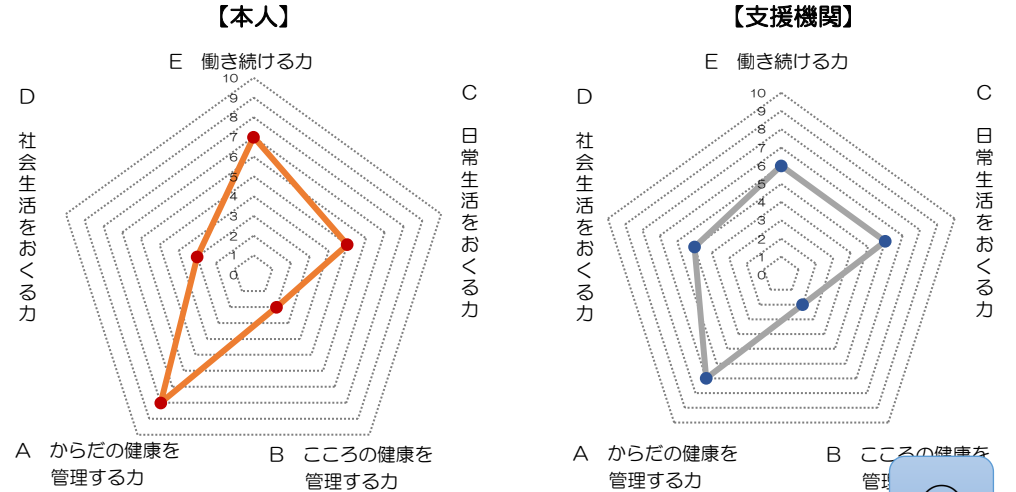 【本人】
E 働き続ける力
10
9
8
7
6
5
4
3
2
1
0
D 社会生活をおくる力
C 日常生活をおくる力
A からだの健康を
管理する力
B こころの健康を
管理する力
【支援機関】
E 働き続ける力
10
9
8
7
6
5
4
3
2
1
0
D 社会生活をおくる力
C 日常生活をおくる力
A からだの健康を
管理する力
B こころの健康を